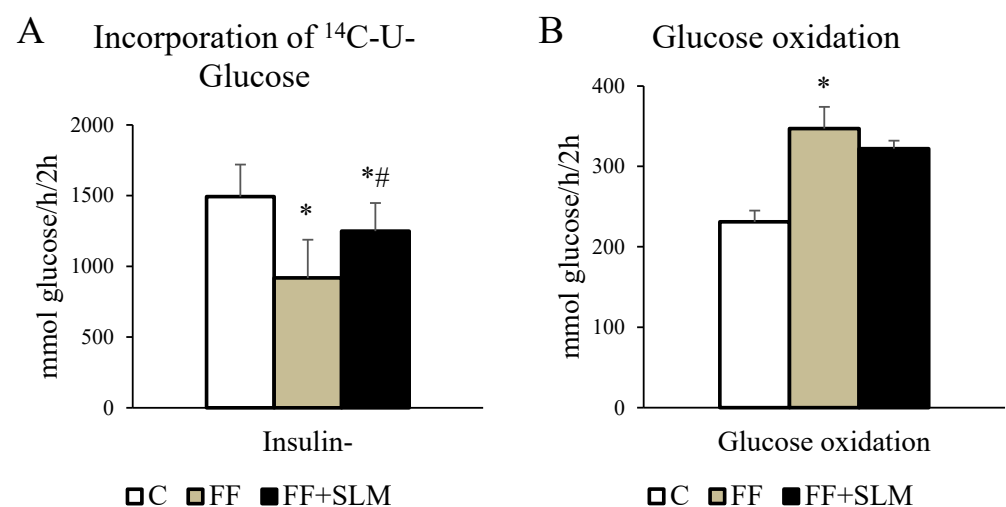 A
Incorporation of ¹⁴C-U-
Glucose
mmol glucose/h/2h
2000
1500
1000
500
0
*
*#
Insulin-
C FF FF+SLM
B
Glucose oxidation
mmol glucose/h/2h
400
300
200
100
0
*
Glucose oxidation
C FF FF+SLM